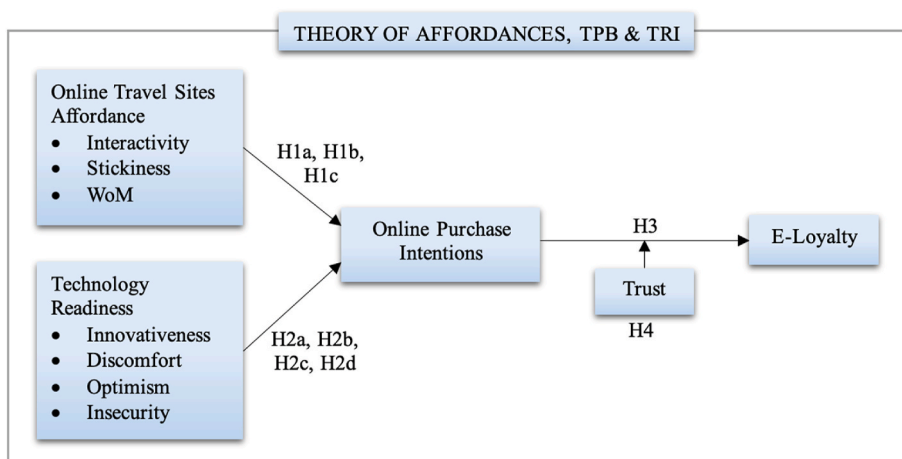 THEORY OF AFFORDANCES, TPB & TRI
Online Travel Sites
Affordance
• Interactivity
• Stickiness
• WoM
H1a, H1b,
H1c
Online Purchase
Intentions
H3
E-Loyalty
Trust
H4
Technology
Readiness
• Innovativeness
• Discomfort
• Optimism
• Insecurity
H2a, H2b,
H2c, H2d